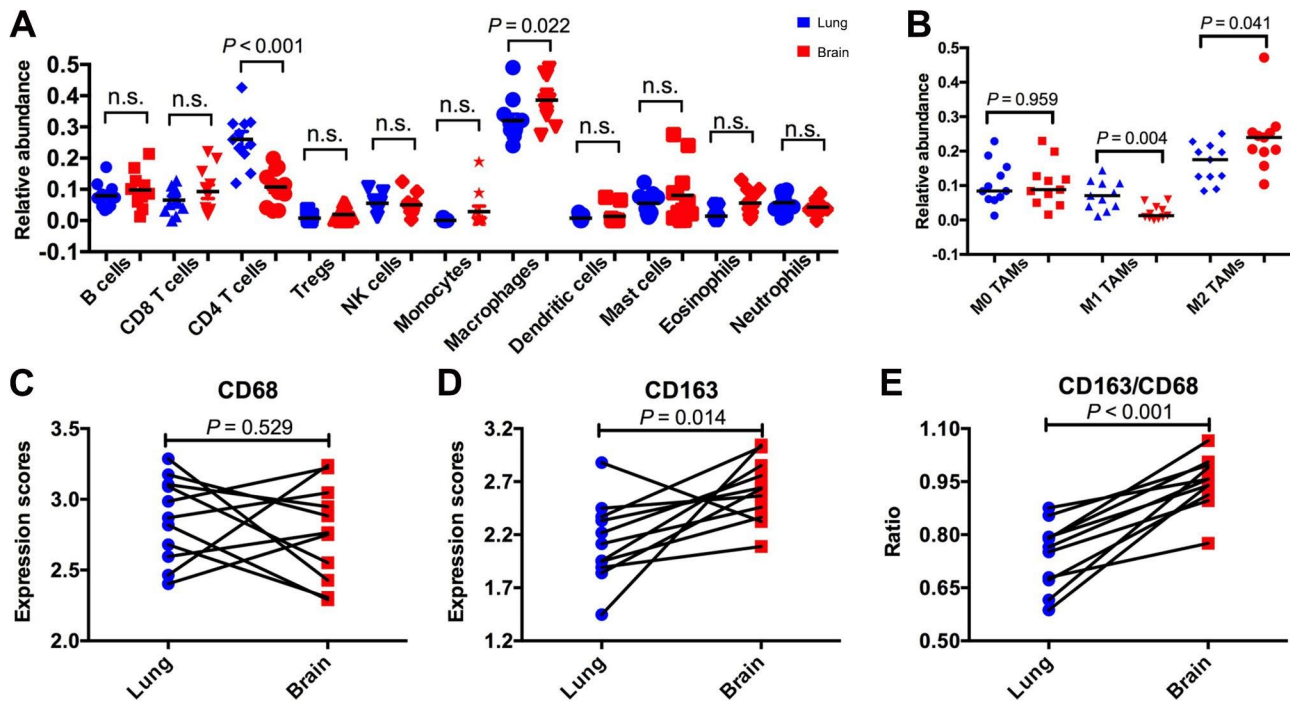 A
P = 0.022
Lung
Brain
P < 0.001
n.s.
n.s.
n.s.
n.s.
n.s.
n.s.
n.s.
n.s.
n.s.
Relative abundance
0.5
0.4
0.3
0.2
0.1
0.0
-0.1
B cells
CD8 T cells
CD4 T cells
Tregs
NK cells
Monocytes
Macrophages
Dendritic cells
Mast cells
Eosinophils
Neutrophils
B
P = 0.041
P = 0.959
P = 0.004
Relative abundance
0.5
0.4
0.3
0.2
0.1
0.0
-0.1
M0 TAMs
M1 TAMs
M2 TAMs
C
CD68
P = 0.529
Expression scores
3.5
3.0
2.5
2.0
Lung
Brain
D
CD163
P = 0.014
Expression scores
3.2
2.7
2.2
1.7
1.2
Lung
Brain
E
CD163/CD68
P < 0.001
Ratio
1.10
0.95
0.80
0.65
0.50
Lung
Brain